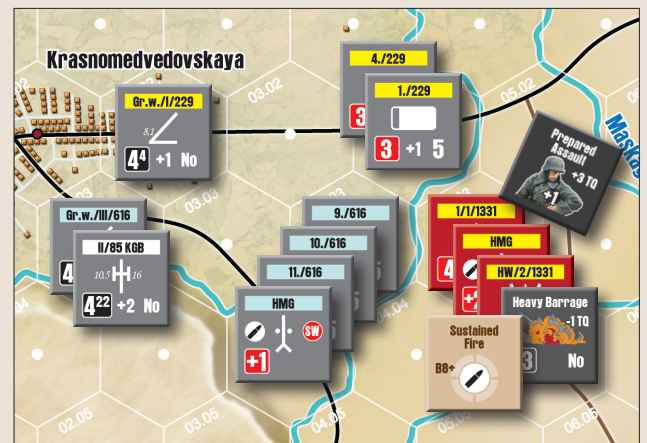 Krasnomedvedovskaya
4./229
3
03.02
1./229
3 +1 5
Gr.w./I/229
8.1
4 4 +1 No
Prepared
Assault
+3 TQ
+1
03.03
Gr.w./III/616
4
II/85 KGB
10.5 16
4 22 +2 No
9./616
10./616
11./616
HMG
SW
+1
1/1/1331
4
HMG
HW/2/1331
Heavy Barrage
-1 TQ
3 No
Sustained
Fire
B8+
04.04
02.05
03.05
04.05
05.05
06.05